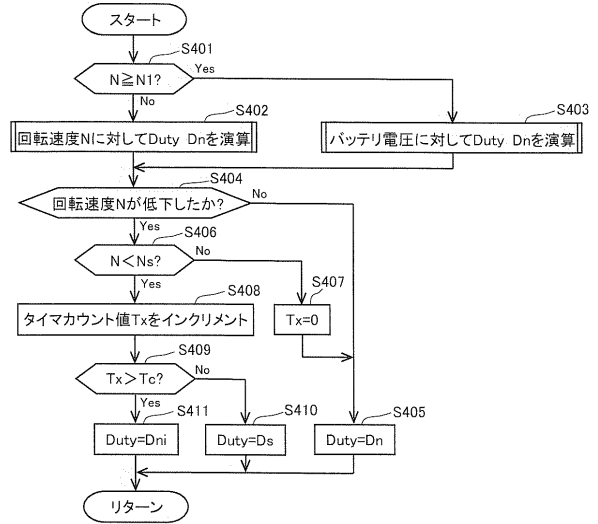 スタート
S401
N≧N1?
Yes
No
S402
回転速度Nに対してDuty Dnを演算
S403
バッテリ電圧に対してDuty Dnを演算
S404
回転速度Nが低下したか?
No
Yes
S406
N<Ns?
No
Yes
S407
Tx=0
S408
タイマカウント値Txをインクリメント
S409
Tx>Tc?
No
Yes
S411
Duty=Dni
S410
Duty=Ds
S405
Duty=Dn
リターン